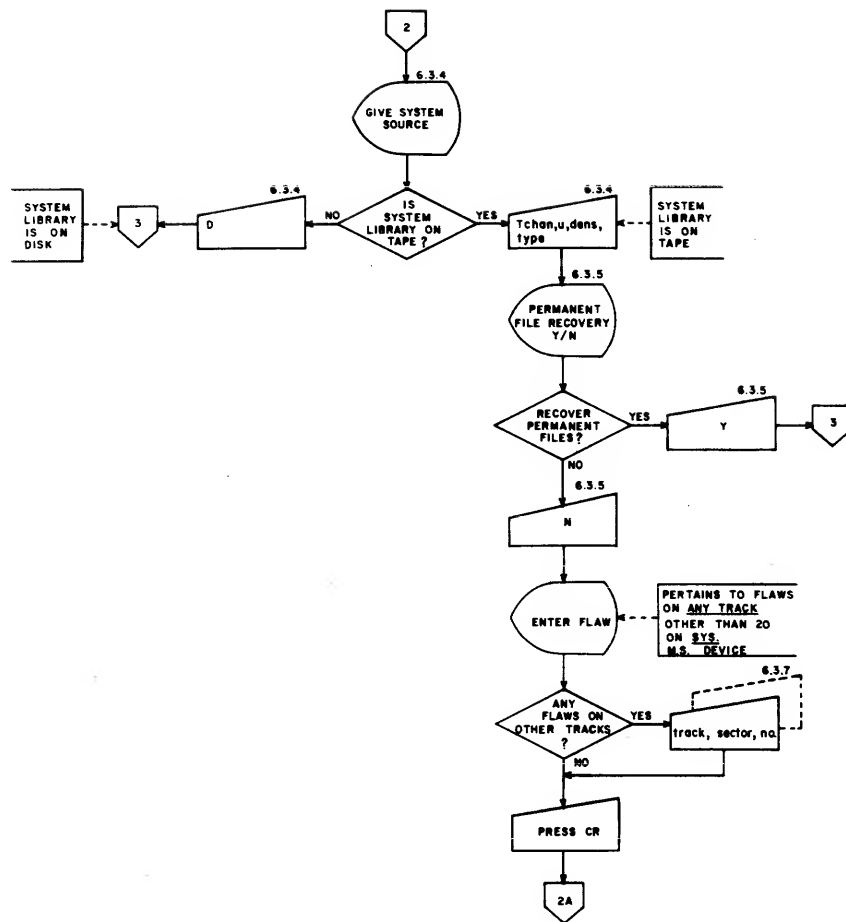 2
6.3.4
GIVE SYSTEM
SOURCE
SYSTEM
LIBRARY
IS ON
DISK
3
6.3.4
D
NO
IS
SYSTEM
LIBRARY ON
TAPE?
YES
6.3.4
Tchan,u,dens,
type
SYSTEM
LIBRARY
IS ON
TAPE
6.3.5
PERMANENT
FILE RECOVERY
Y/N
RECOVER
PERMANENT
FILES?
YES
6.3.5
Y
3
NO
6.3.5
N
ENTER FLAW
PERTAINS TO FLAWS
ON ANY TRACK
OTHER THAN 20
ON SYS.
M.S. DEVICE
ANY
FLAWS ON
OTHER TRACKS
?
YES
6.3.7
track, sector, no.
NO
PRESS CR
2A